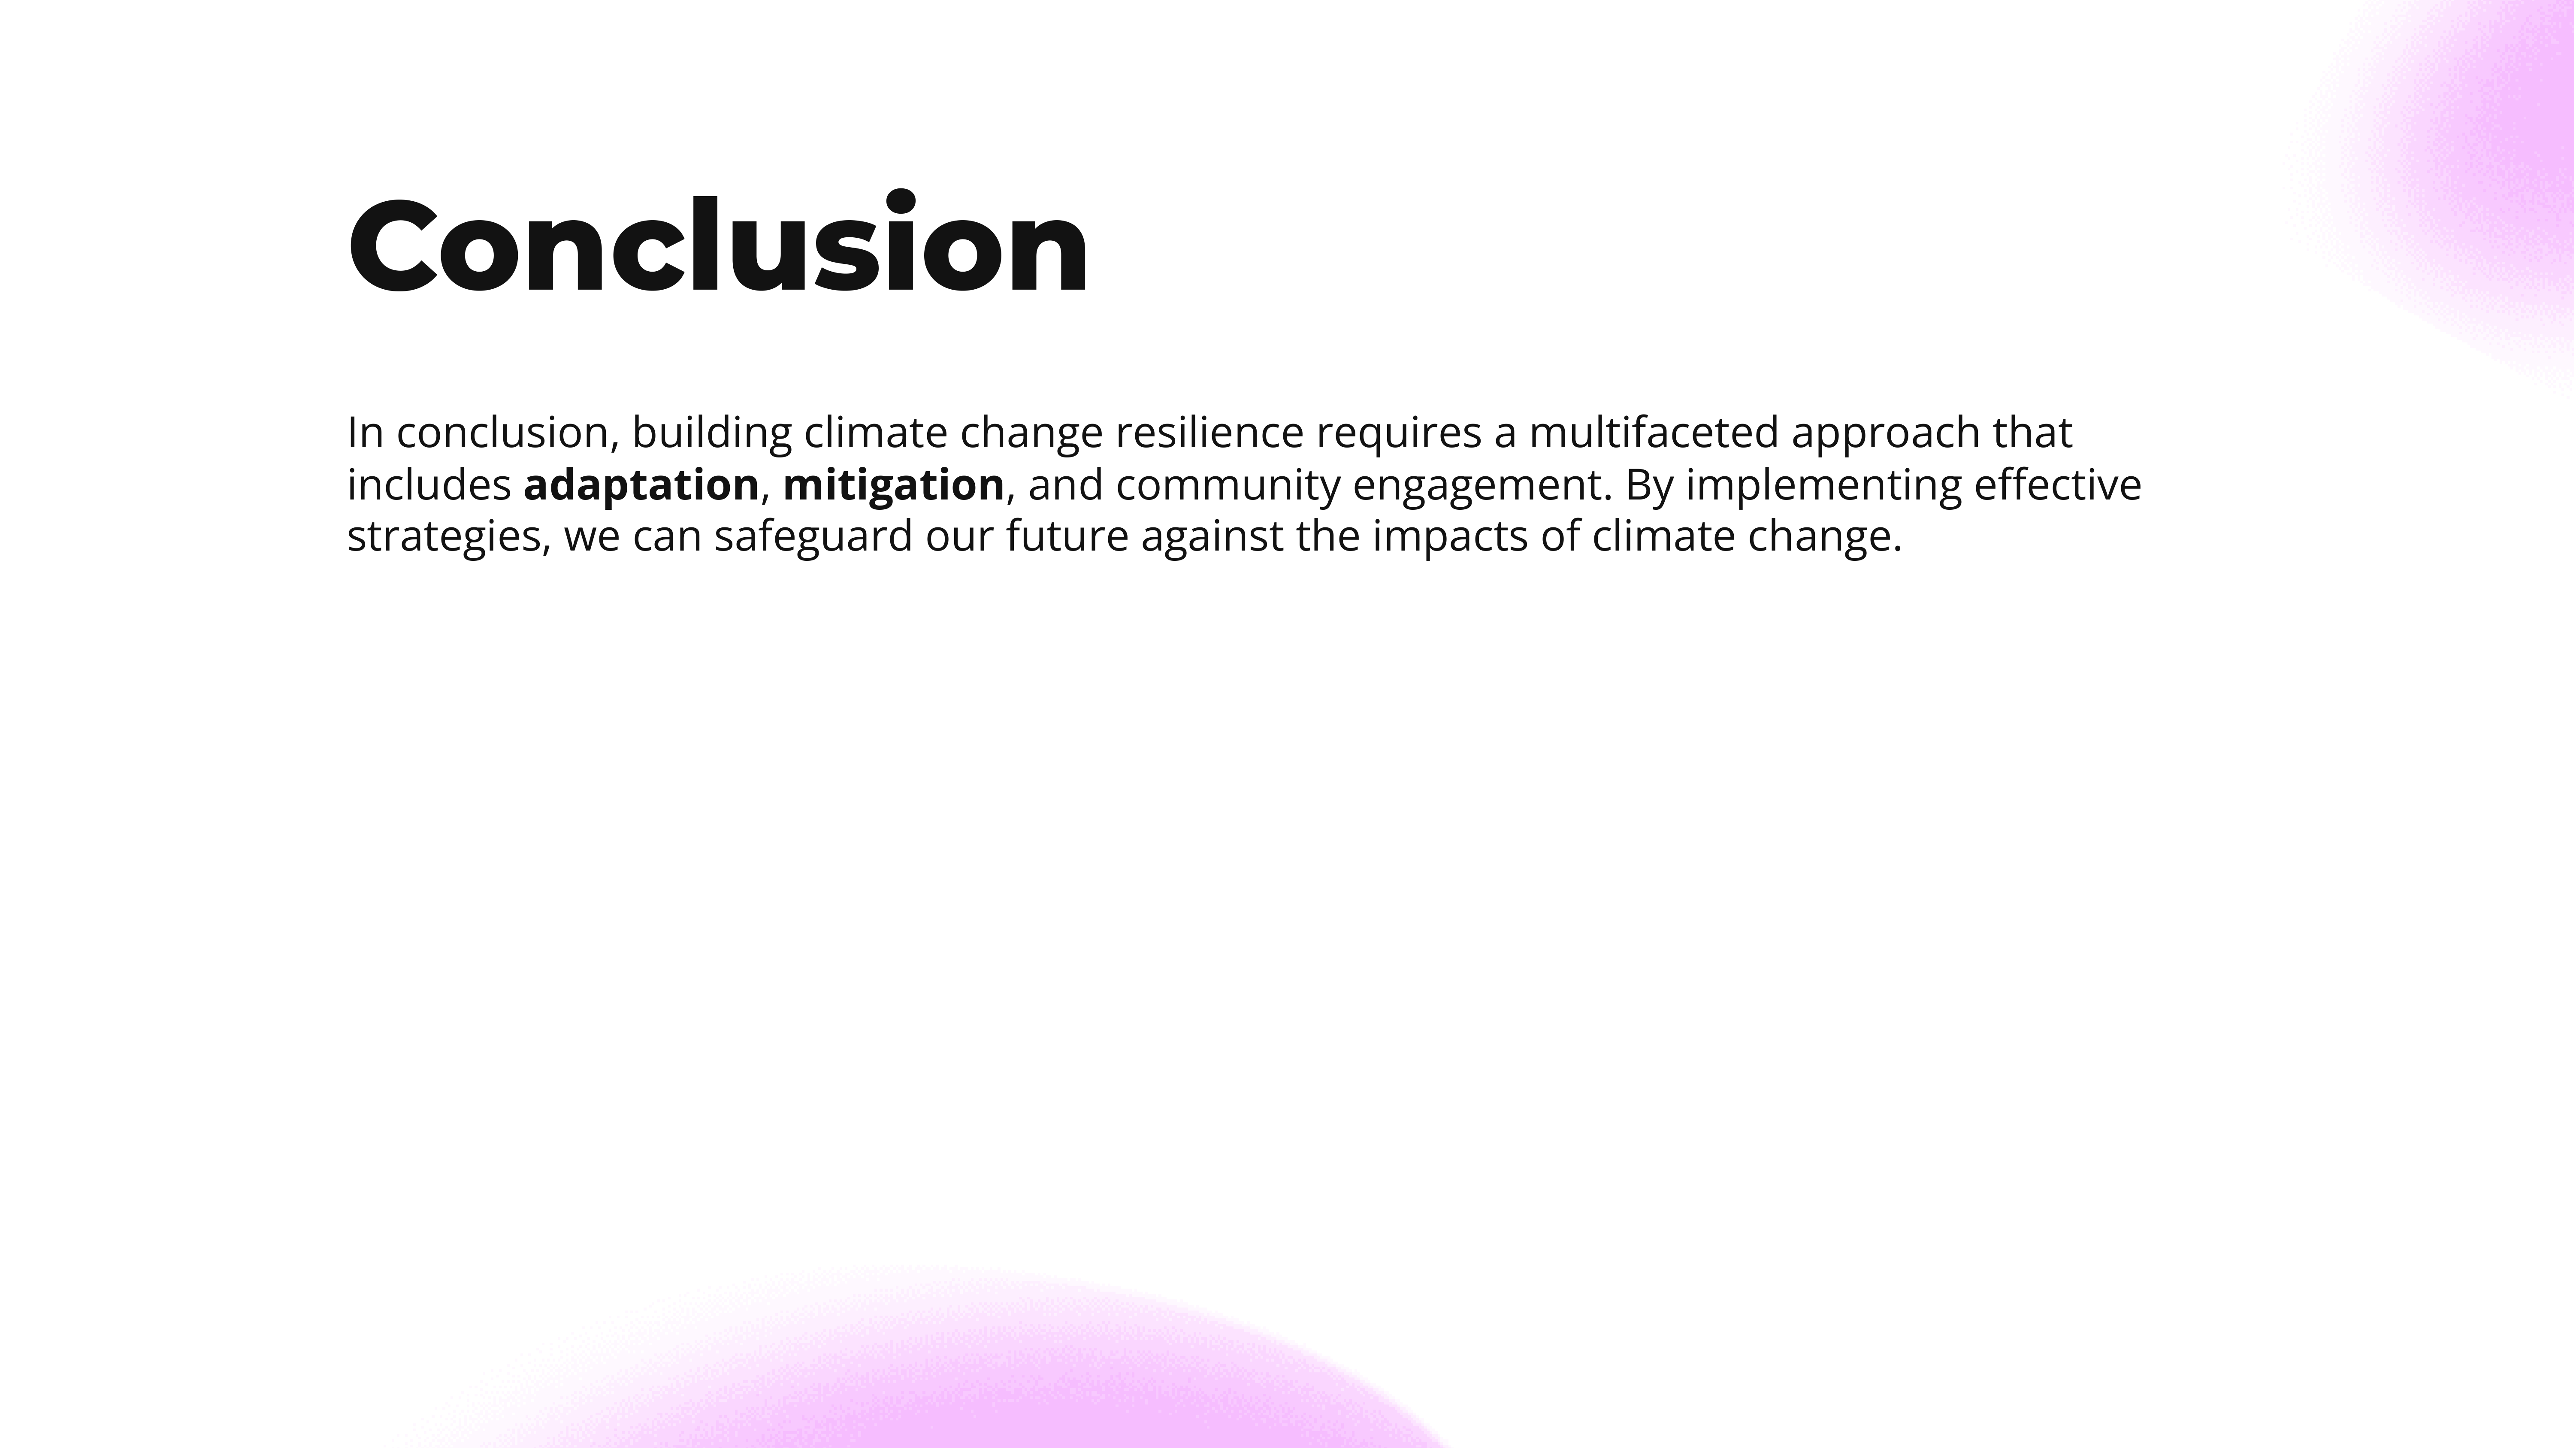 Conclusion
In conclusion, building climate change resilience requires a multifaceted approach that
includes adaptation, mitigation, and community engagement. By implementing effective
strategies, we can safeguard our future against the impacts of climate change.